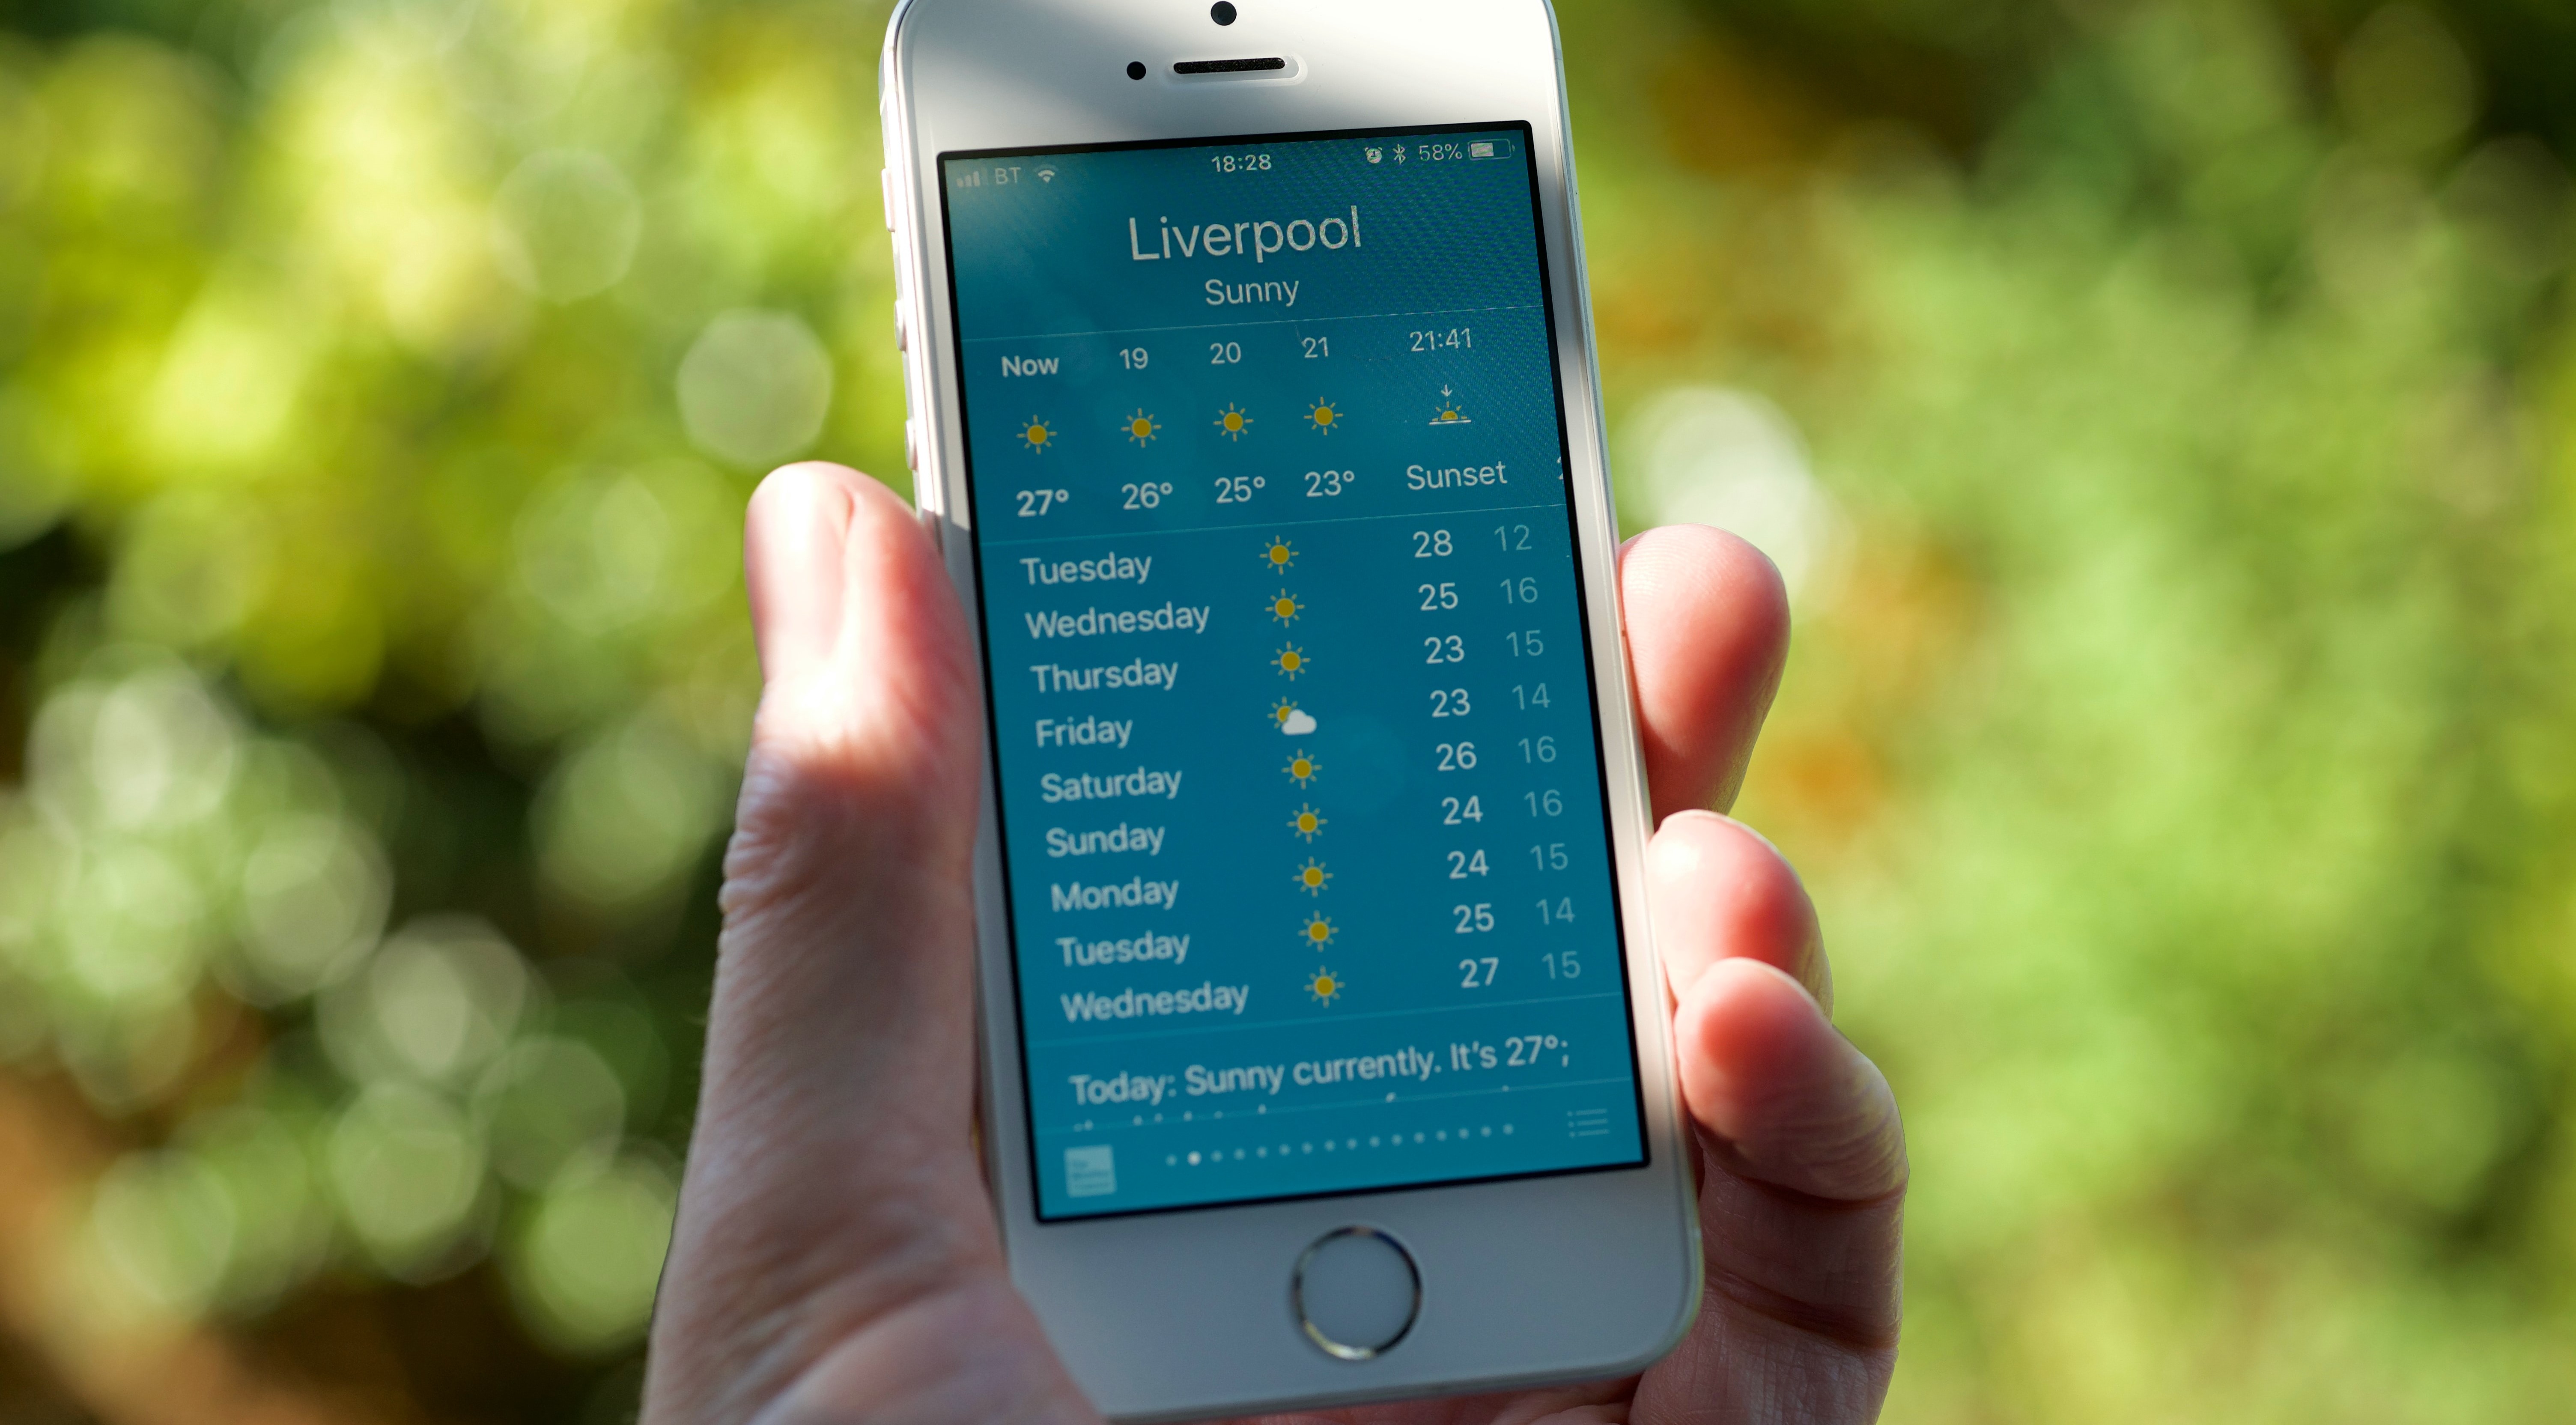 BT 18:28 58%
Liverpool
Sunny
Now 19 20 21 21:41
27° 26° 25° 23° Sunset
Tuesday 28 12
Wednesday 25 16
Thursday 23 15
Friday 23 14
Saturday 26 16
Sunday 24 16
Monday 24 15
Tuesday 25 14
Wednesday 27 15
Today: Sunny currently. It's 27°;